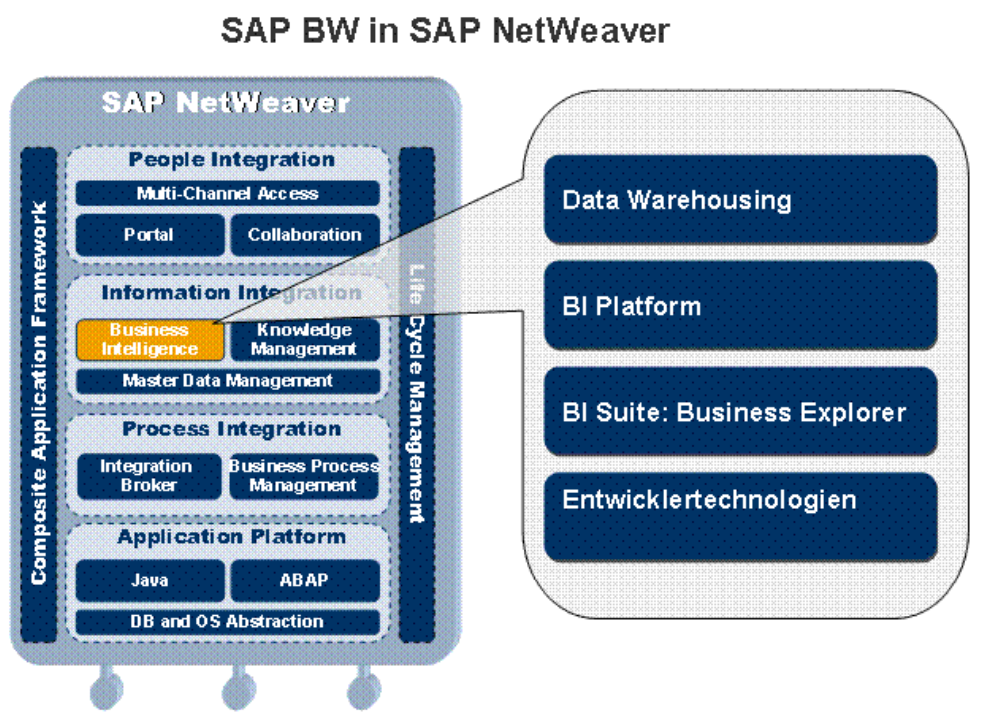 SAP BW in SAP NetWeaver
SAP NetWeaver
Composite Application Framework
People Integration
Multi-Channel Access
Portal
Collaboration
Information Integration
Business
Intelligence
Knowledge
Management
Master Data Management
Process Integration
Integration
Broker
Business Process
Management
Application Platform
Java
ABAP
DB and OS Abstraction
Life Cycle Management
Data Warehousing
BI Platform
BI Suite: Business Explorer
Entwicklertechnologien